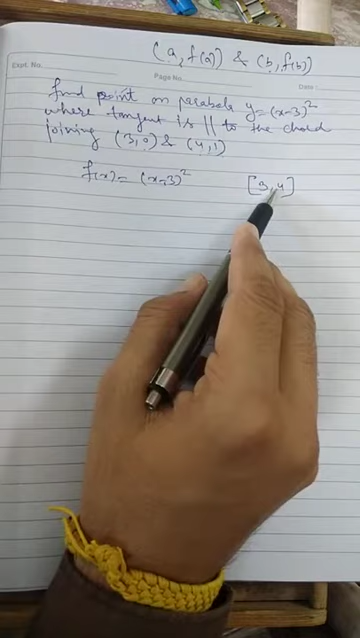 (a, f(a)) & (b, f(b))
Expt. No.
Page No.
Date :
find point on parabola y=(x-3)²
where tangent is || to the chord
joining (3,0) & (4,1)
f(x) = (x-3)² [3,4]